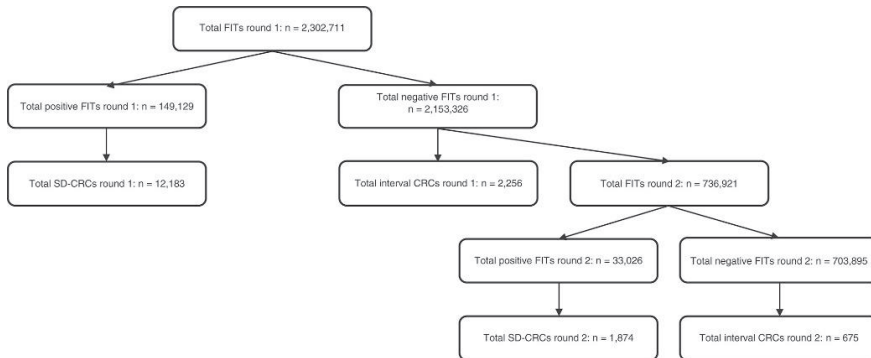 Total FITs round 1: n = 2,302,711
Total positive FITs round 1: n = 149,129
Total negative FITs round 1:
n = 2,153,326
Total SD-CRCs round 1: n = 12,183
Total interval CRCs round 1: n = 2,256
Total FITs round 2: n = 736,921
Total positive FITs round 2: n = 33,026
Total negative FITs round 2: n = 703,895
Total SD-CRCs round 2: n = 1,874
Total interval CRCs round 2: n = 675